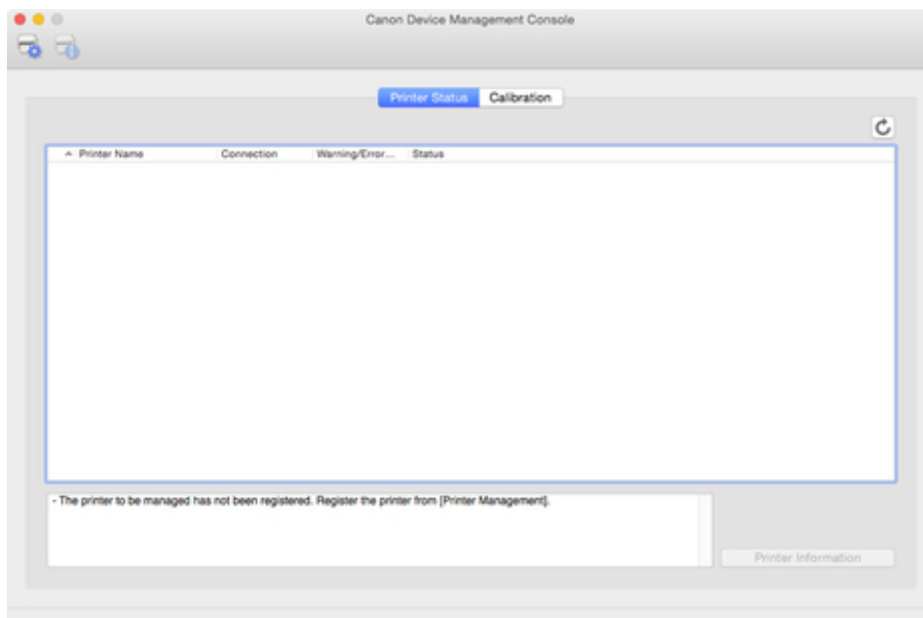 Canon Device Management Console
Printer Status Calibration
Printer Name Connection Warning/Error... Status
- The printer to be managed has not been registered. Register the printer from [Printer Management].
Printer Information